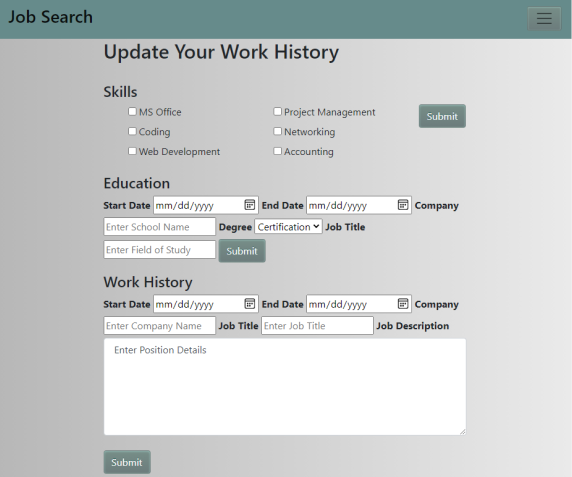 Job Search
Update Your Work History
Skills
MS Office Project Management Submit
Coding Networking
Web Development Accounting
Education
Start Date mm/dd/yyyy End Date mm/dd/yyyy Company
Enter School Name Degree Certification Job Title
Enter Field of Study Submit
Work History
Start Date mm/dd/yyyy End Date mm/dd/yyyy Company
Enter Company Name Job Title Enter Job Title Job Description
Enter Position Details
Submit